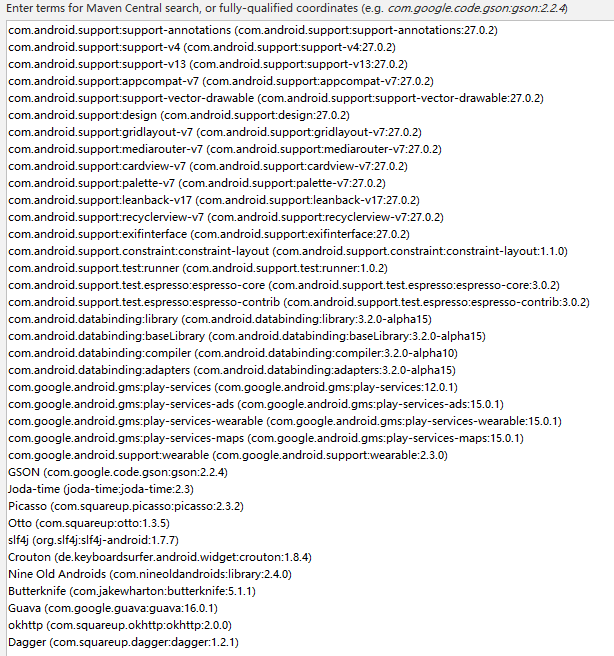 Enter terms for Maven Central search, or fully-qualified coordinates (e.g. com.google.code.gson:gson:2.2.4)
com.android.support:support-annotations (com.android.support:support-annotations:27.0.2)
com.android.support:support-v4 (com.android.support:support-v4:27.0.2)
com.android.support:support-v13 (com.android.support:support-v13:27.0.2)
com.android.support:appcompat-v7 (com.android.support:appcompat-v7:27.0.2)
com.android.support:support-vector-drawable (com.android.support:support-vector-drawable:27.0.2)
com.android.support:design (com.android.support:design:27.0.2)
com.android.support:gridlayout-v7 (com.android.support:gridlayout-v7:27.0.2)
com.android.support:mediarouter-v7 (com.android.support:mediarouter-v7:27.0.2)
com.android.support:cardview-v7 (com.android.support:cardview-v7:27.0.2)
com.android.support:palette-v7 (com.android.support:palette-v7:27.0.2)
com.android.support:leanback-v17 (com.android.support:leanback-v17:27.0.2)
com.android.support:recyclerview-v7 (com.android.support:recyclerview-v7:27.0.2)
com.android.support:exifinterface (com.android.support:exifinterface:27.0.2)
com.android.support.constraint:constraint-layout (com.android.support.constraint:constraint-layout:1.1.0)
com.android.support.test:runner (com.android.support.test:runner:1.0.2)
com.android.support.test.espresso:espresso-core (com.android.support.test.espresso:espresso-core:3.0.2)
com.android.support.test.espresso:espresso-contrib (com.android.support.test.espresso:espresso-contrib:3.0.2)
com.android.databinding:library (com.android.databinding:library:3.2.0-alpha15)
com.android.databinding:baseLibrary (com.android.databinding:baseLibrary:3.2.0-alpha15)
com.android.databinding:compiler (com.android.databinding:compiler:3.2.0-alpha10)
com.android.databinding:adapters (com.android.databinding:adapters:3.2.0-alpha15)
com.google.android.gms:play-services (com.google.android.gms:play-services:12.0.1)
com.google.android.gms:play-services-ads (com.google.android.gms:play-services-ads:15.0.1)
com.google.android.gms:play-services-wearable (com.google.android.gms:play-services-wearable:15.0.1)
com.google.android.gms:play-services-maps (com.google.android.gms:play-services-maps:15.0.1)
com.google.android.support:wearable (com.google.android.support:wearable:2.3.0)
GSON (com.google.code.gson:gson:2.2.4)
Joda-time (joda-time:joda-time:2.3)
Picasso (com.squareup.picasso:picasso:2.3.2)
Otto (com.squareup:otto:1.3.5)
slf4j (org.slf4j:slf4j-android:1.7.7)
Crouton (de.keyboardsurfer.android.widget:crouton:1.8.4)
Nine Old Androids (com.nineoldandroids:library:2.4.0)
Butterknife (com.jakewharton:butterknife:5.1.1)
Guava (com.google.guava:guava:16.0.1)
okhttp (com.squareup.okhttp:okhttp:2.0.0)
Dagger (com.squareup.dagger:dagger:1.2.1)